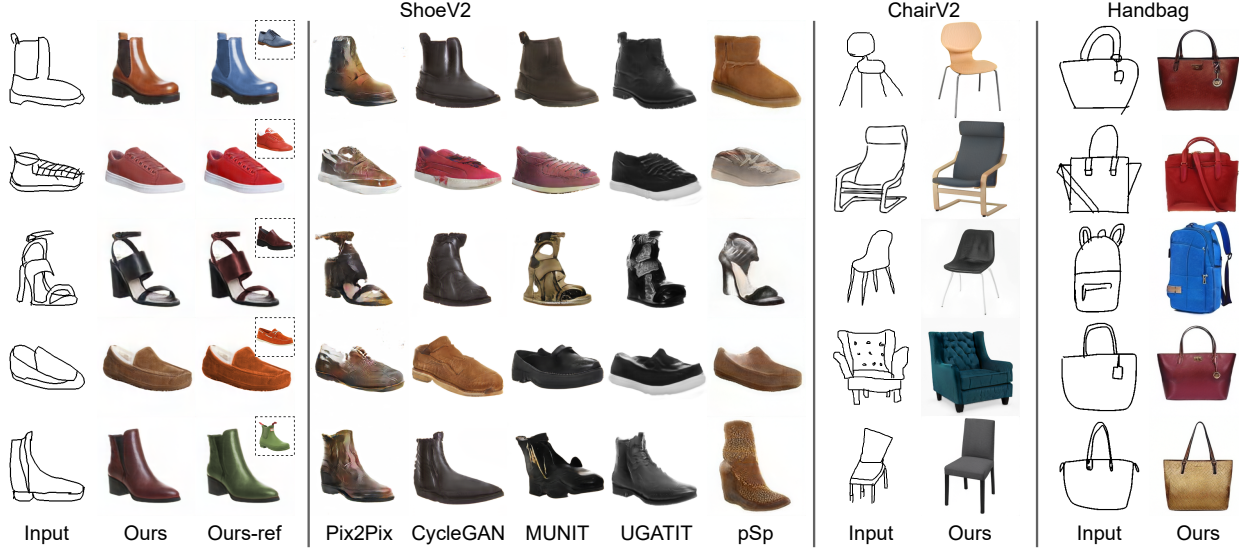 ShoeV2 ChairV2 Handbag
Input Ours Ours-ref Pix2Pix CycleGAN MUNIT UGATIT pSp Input Ours Input Ours